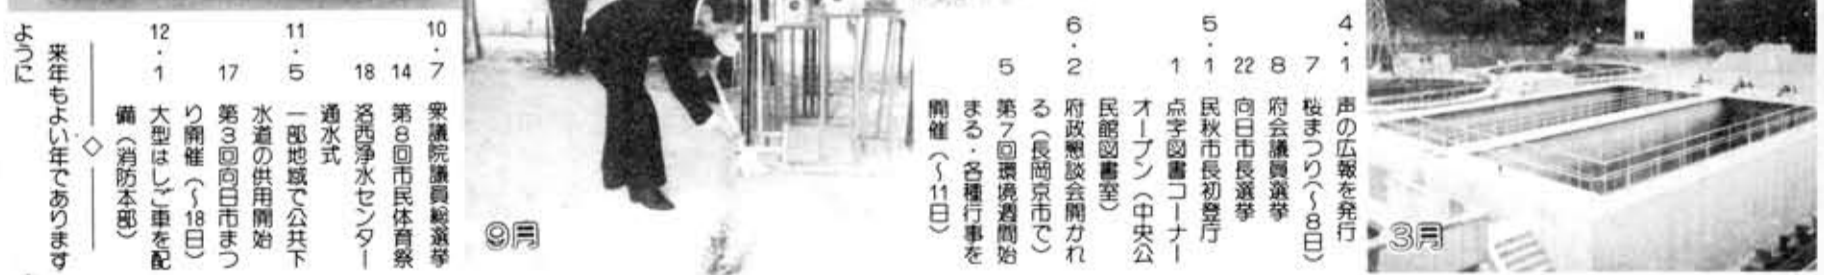 3月
4・1 声の広報を発行
7 桜まつり(〜8日)
8 府会議員選挙
22 向日市長選挙
5・1 民秋市長初登庁
1 点字図書コーナー
オープン(中央公
民館図書室)
6・2 府政懇談会開かれ
る(長岡京市で)
5 第7回環境週間始
まる・各種行事を
開催(〜11日)
9月
10・7 衆議院議員総選挙
14 第8回市民体育祭
18 洛西浄水センター
通水式
11・5 一部地域で公共下
水道の供用開始
17 第3回向日市まつ
り開催(〜18日)
12・1 大型はしご車を配
備(消防本部)
◇
来年もよい年であります
ように